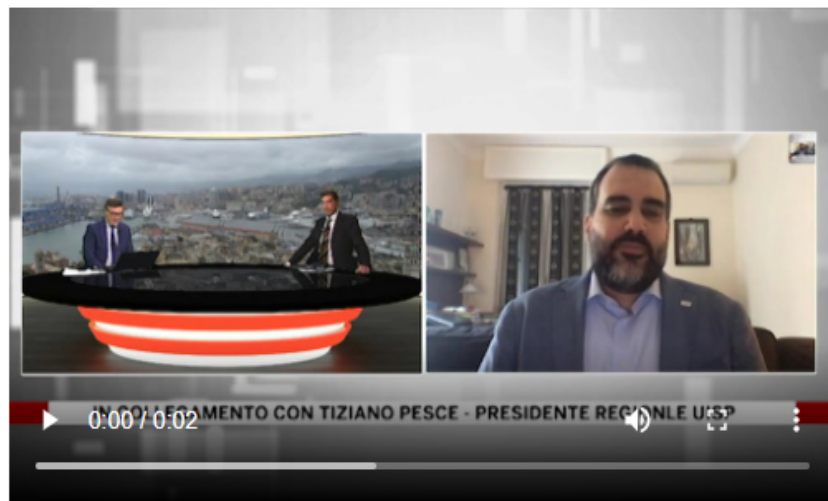 IN COLLEGAMENTO CON TIZIANO PESCE - PRESIDENTE REGIONLE UISP
0:00 / 0:02